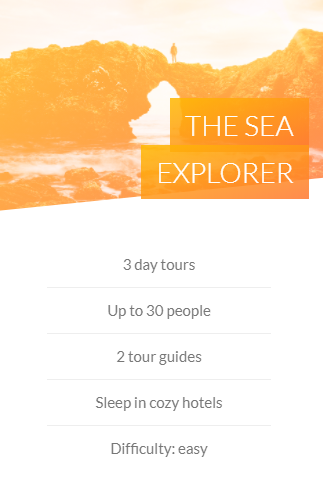 THE SEA
EXPLORER
3 day tours
Up to 30 people
2 tour guides
Sleep in cozy hotels
Difficulty: easy